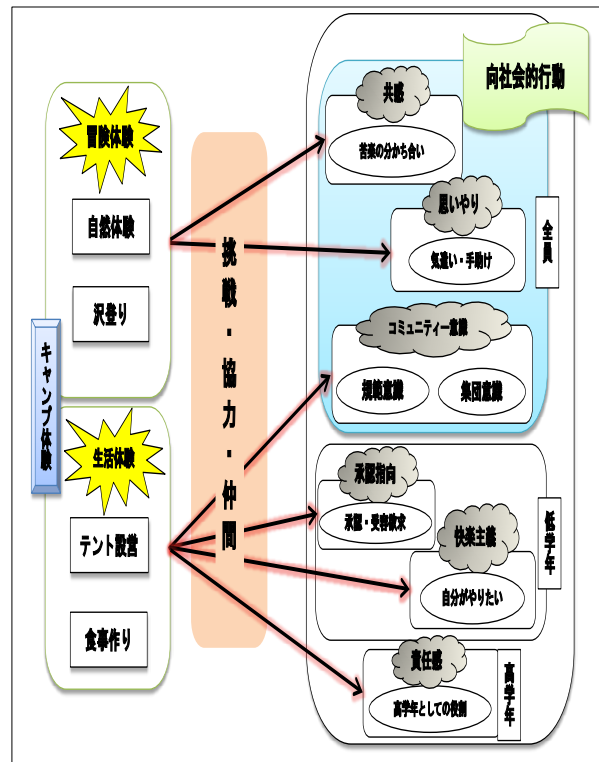 向社会的行動
キャンプ体験
冒険体験
自然体験
沢登り
生活体験
テント設営
食事作り
挑戦・協力・仲間
共感
苦楽の分かち合い
思いやり
気遣い・手助け
コミュニティー意識
規範意識
集団意識
全員
承認指向
承認・受容欲求
快楽主義
自分がやりたい
低学年
責任感
高学年としての役割
高学年